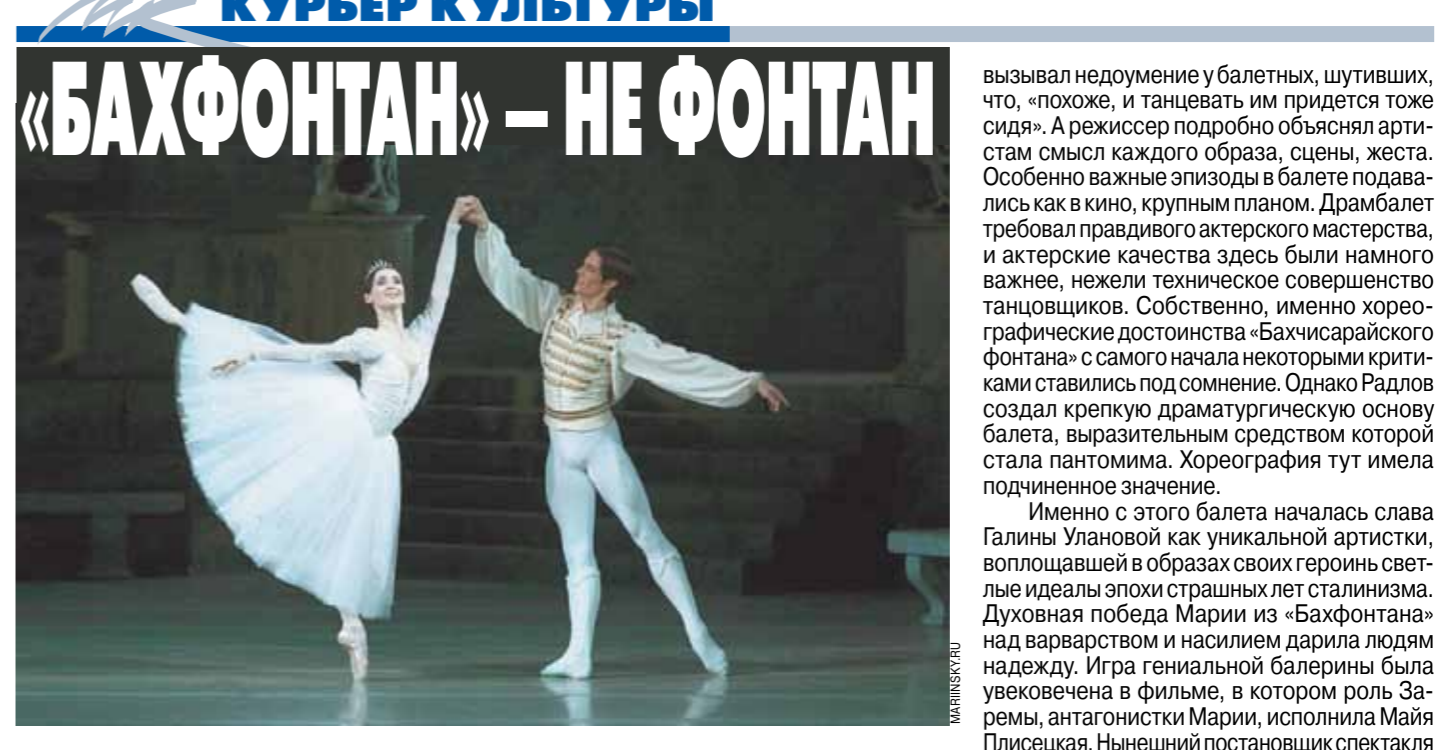 КУРЬЕР КУЛЬТУРЫ
«БАХФОНТАН» – НЕ ФОНТАН
MARIINSKY.RU
вызывал недоумение у балетных, шутивших,
что, «похоже, и танцевать им придется тоже
сидя». А режиссер подробно объяснял арти-
стам смысл каждого образа, сцены, жеста.
Особенно важные эпизоды в балете подава-
лись как в кино, крупным планом. Драмбалет
требовал правдивого актерского мастерства,
и актерские качества здесь были намного
важнее, нежели техническое совершенство
танцовщиков. Собственно, именно хорео-
графические достоинства «Бахчисарайского
фонтана» с самого начала некоторыми крити-
ками ставились под сомнение. Однако Радлов
создал крепкую драматургическую основу
балета, выразительным средством которой
стала пантомима. Хореография тут имела
подчиненное значение.
Именно с этого балета началась слава
Галины Улановой как уникальной артистки,
воплощавшей в образах своих героинь свет-
лые идеалы эпохи страшных лет сталинизма.
Духовная победа Марии из «Бахфонтана»
над варварством и насилием дарила людям
надежду. Игра гениальной балерины была
увековечена в фильме, в котором роль За-
ремы, антагонистки Марии, исполнила Майя
Плисецкая. Нынешний постановщик спектакля